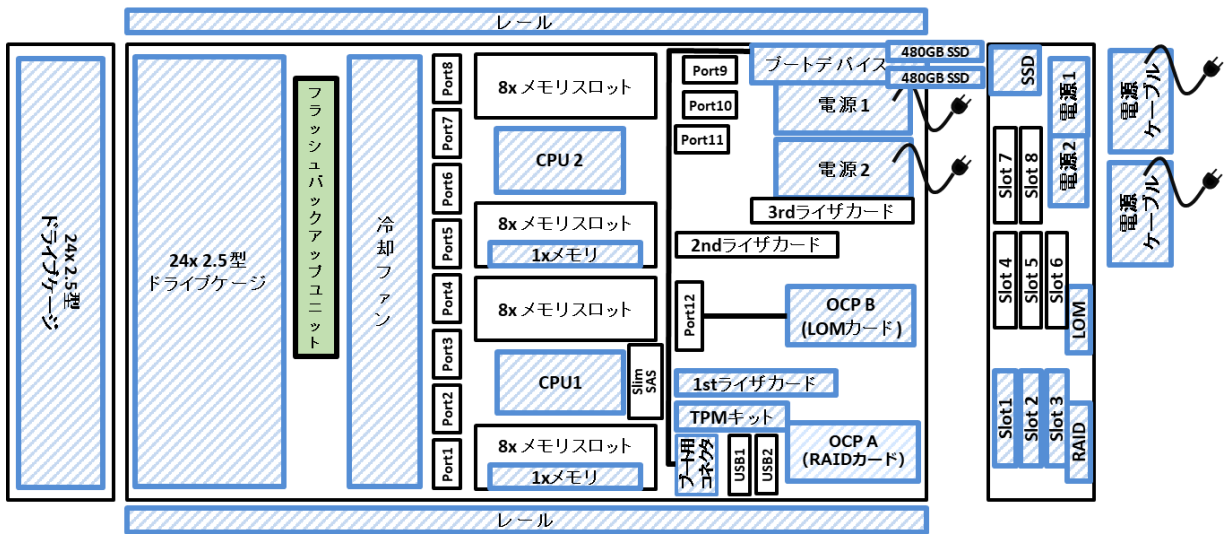 レール
24x 2.5型
ドライブケージ
24x 2.5型
ドライブケージ
フラッシュバックアップユニット
冷却ファン
Port8
Port7
Port6
Port5
Port4
Port3
Port2
Port1
8x メモリスロット
CPU 2
8x メモリスロット
1xメモリ
8x メモリスロット
CPU1
Slim
SAS
8x メモリスロット
1xメモリ
Port9
Port10
Port11
ブートデバイス
480GB SSD
480GB SSD
電源1
電源2
3rdライザカード
2ndライザカード
Port12
OCP B
(LOMカード)
1stライザカード
TPMキット
ブート用
コネクタ
USB1
USB2
OCP A
(RAIDカード)
SSD
電源1
電源2
Slot 7
Slot 8
Slot 4
Slot 5
Slot 6
LOM
Slot1
Slot 2
Slot 3
RAID
電源
ケーブル
電源
ケーブル
レール